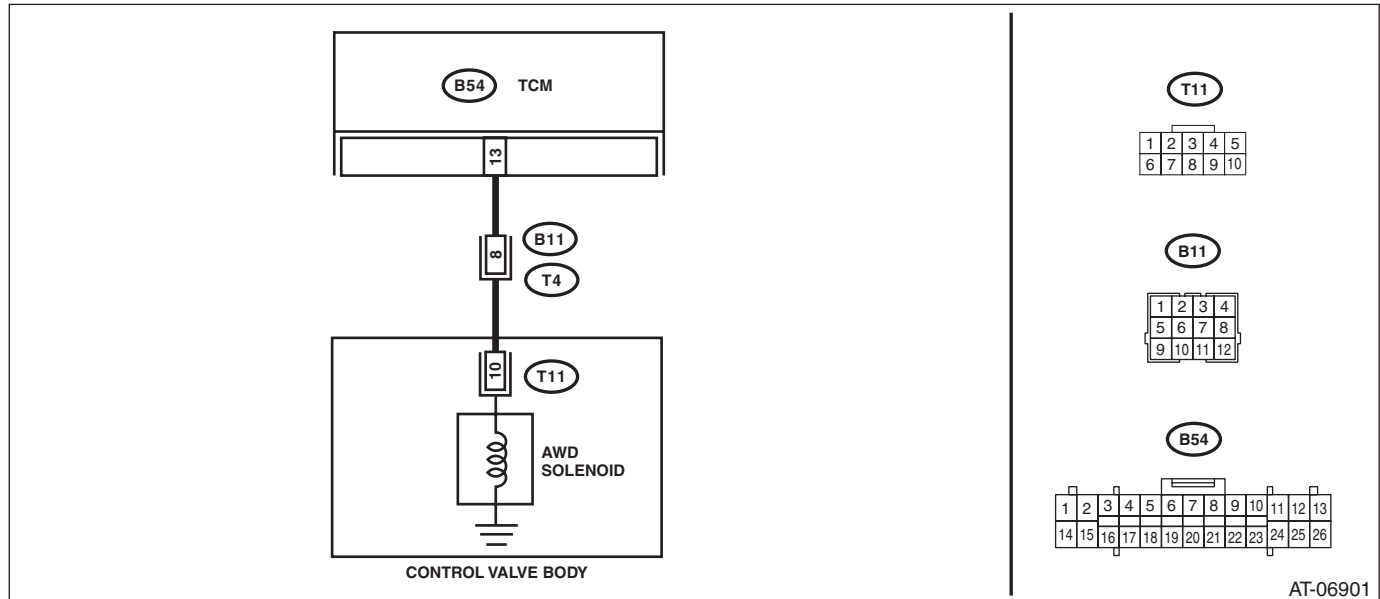 B54 TCM
13
8
B11
T4
10
T11
AWD
SOLENOID
CONTROL VALVE BODY
T11
1 2 3 4 5
6 7 8 9 10
B11
1 2 3 4
5 6 7 8
9 10 11 12
B54
1 2 3 4 5 6 7 8 9 10 11 12 13
14 15 16 17 18 19 20 21 22 23 24 25 26
AT-06901